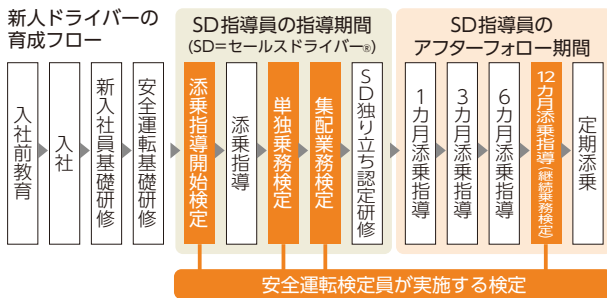 新人ドライバーの
育成フロー
SD指導員の指導期間
(SD=セールスドライバー®)
SD指導員の
アフターフォロー期間
入社前教育
入社
新入社員基礎研修
安全運転基礎研修
添乗指導開始検定
添乗指導
単独乗務検定
集配業務検定
SD独り立ち認定研修
1カ月添乗指導
3カ月添乗指導
6カ月添乗指導
12カ月添乗指導(継続乗務検定)
定期添乗
安全運転検定員が実施する検定